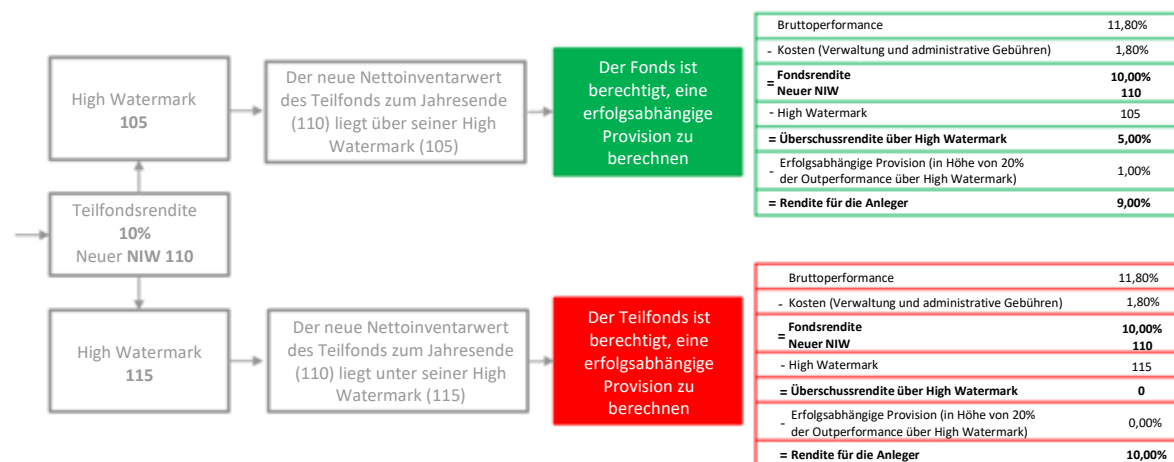 Teilfondsrendite
10%
Neuer NIW 110
High Watermark
105
Der neue Nettoinventarwert
des Teilfonds zum Jahresende
(110) liegt über seiner High
Watermark (105)
Der Fonds ist
berechtigt, eine
erfolgsabhängige
Provision zu
berechnen
Bruttoperformance 11,80%
- Kosten (Verwaltung und administrative Gebühren) 1,80%
= Fondsrendite 10,00%
Neuer NIW 110
- High Watermark 105
= Überschussrendite über High Watermark 5,00%
- Erfolgsabhängige Provision (in Höhe von 20%
der Outperformance über High Watermark) 1,00%
= Rendite für die Anleger 9,00%
High Watermark
115
Der neue Nettoinventarwert
des Teilfonds zum Jahresende
(110) liegt unter seiner High
Watermark (115)
Der Teilfonds ist
berechtigt, eine
erfolgsabhängige
Provision zu
berechnen
Bruttoperformance 11,80%
- Kosten (Verwaltung und administrative Gebühren) 1,80%
= Fondsrendite 10,00%
Neuer NIW 110
- High Watermark 115
= Überschussrendite über High Watermark 0
- Erfolgsabhängige Provision (in Höhe von 20%
der Outperformance über High Watermark) 0,00%
= Rendite für die Anleger 10,00%